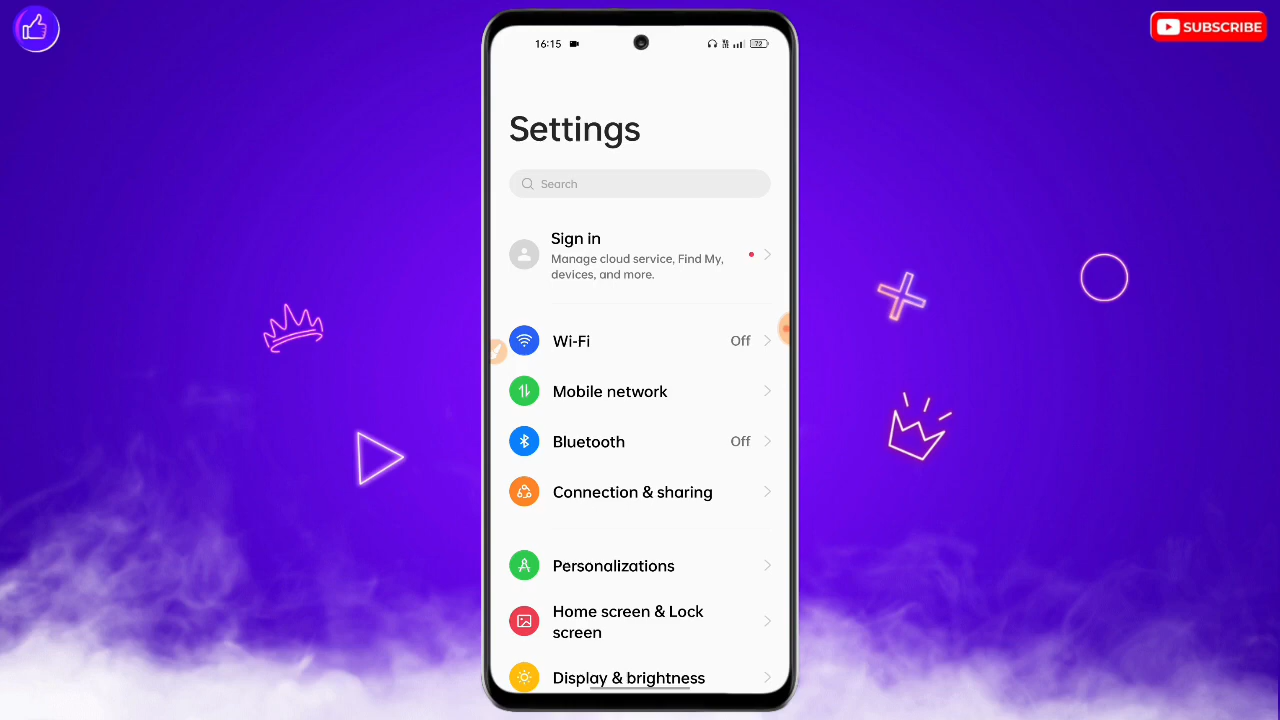 SUBSCRIBE
16:15
72
Settings
Search
Sign in
Manage cloud service, Find My,
devices, and more.
Wi-Fi Off
Mobile network
Bluetooth Off
Connection & sharing
Personalizations
Home screen & Lock
screen
Display & brightness